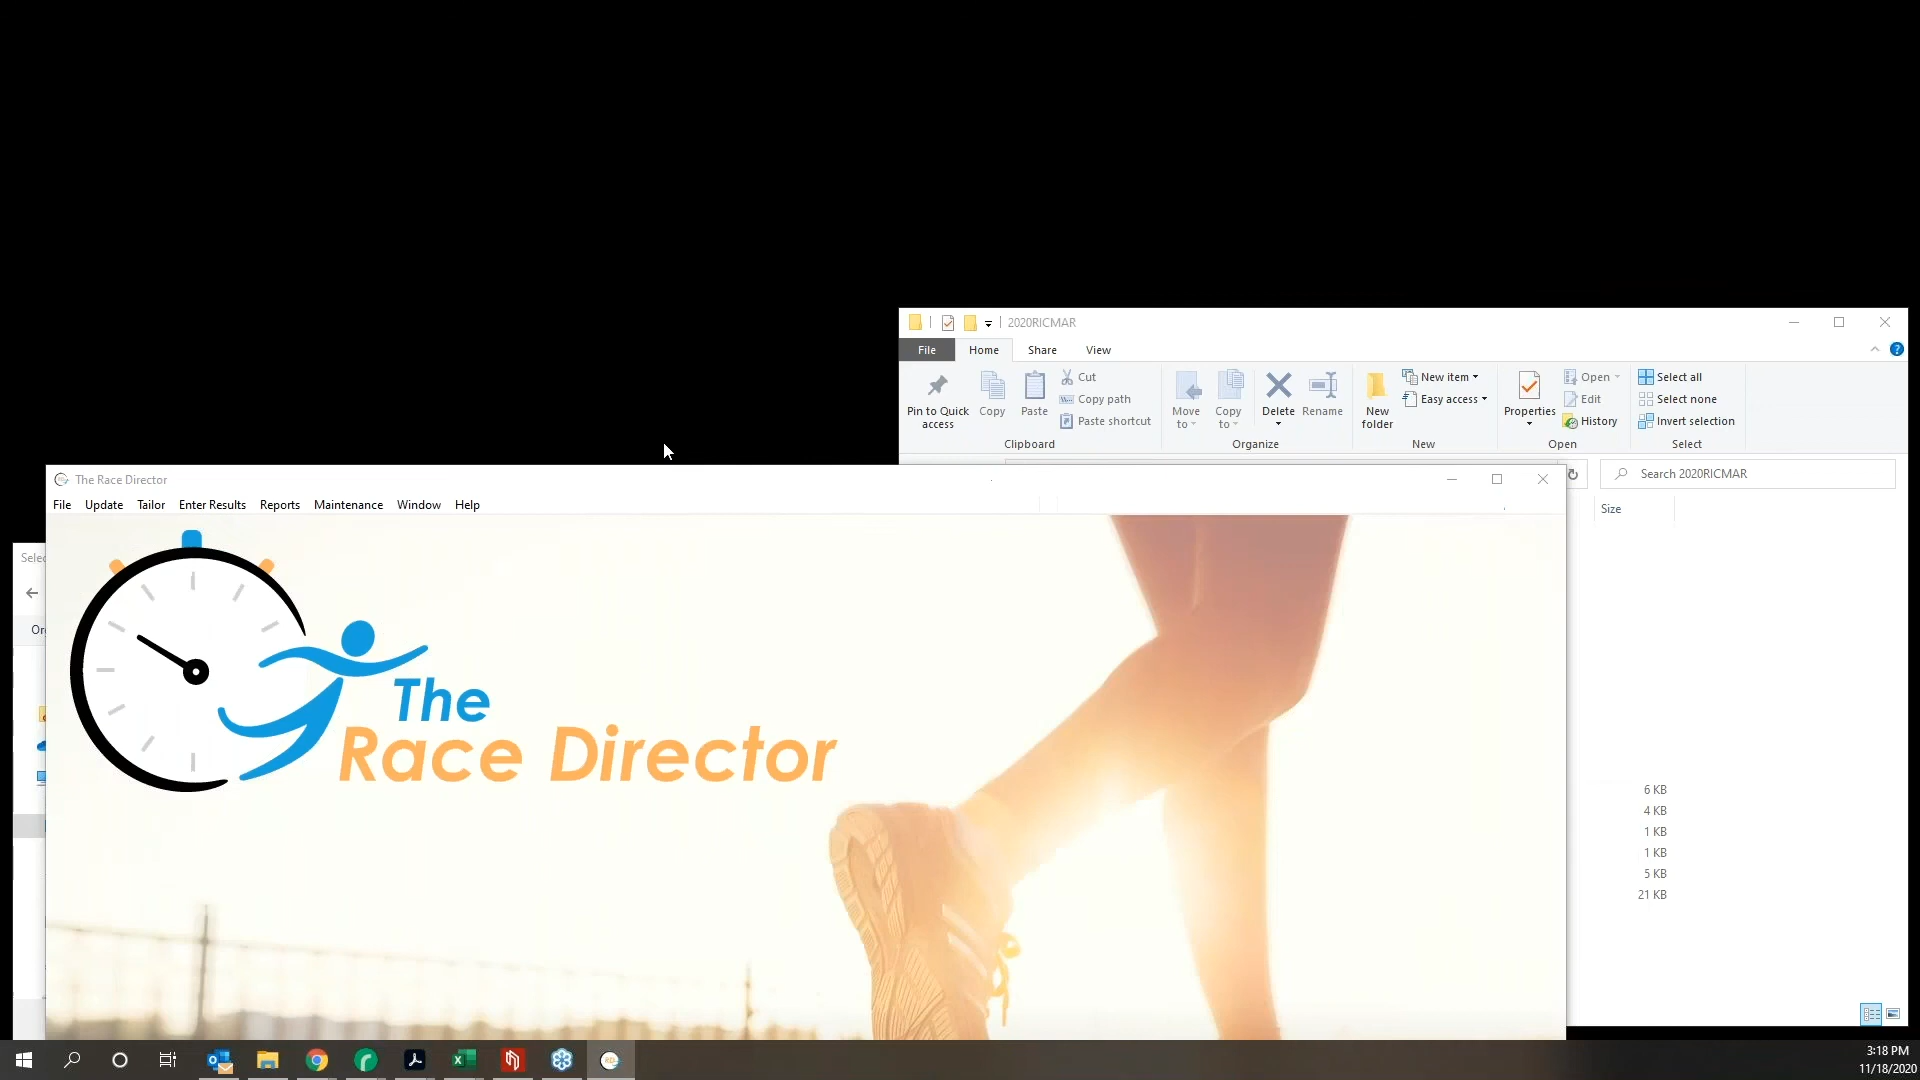 2020RICMAR
File Home Share View
Pin to Quick access
Copy
Paste
Cut
Copy path
Paste shortcut
Clipboard
Move to
Copy to
Delete
Rename
Organize
New folder
New item
Easy access
New
Properties
Open
Edit
History
Open
Select all
Select none
Invert selection
Select
Search 2020RICMAR
Size
6 KB
4 KB
1 KB
1 KB
5 KB
21 KB
The Race Director
File Update Tailor Enter Results Reports Maintenance Window Help
The
Race Director
Selec
Or
3:18 PM
11/18/2020